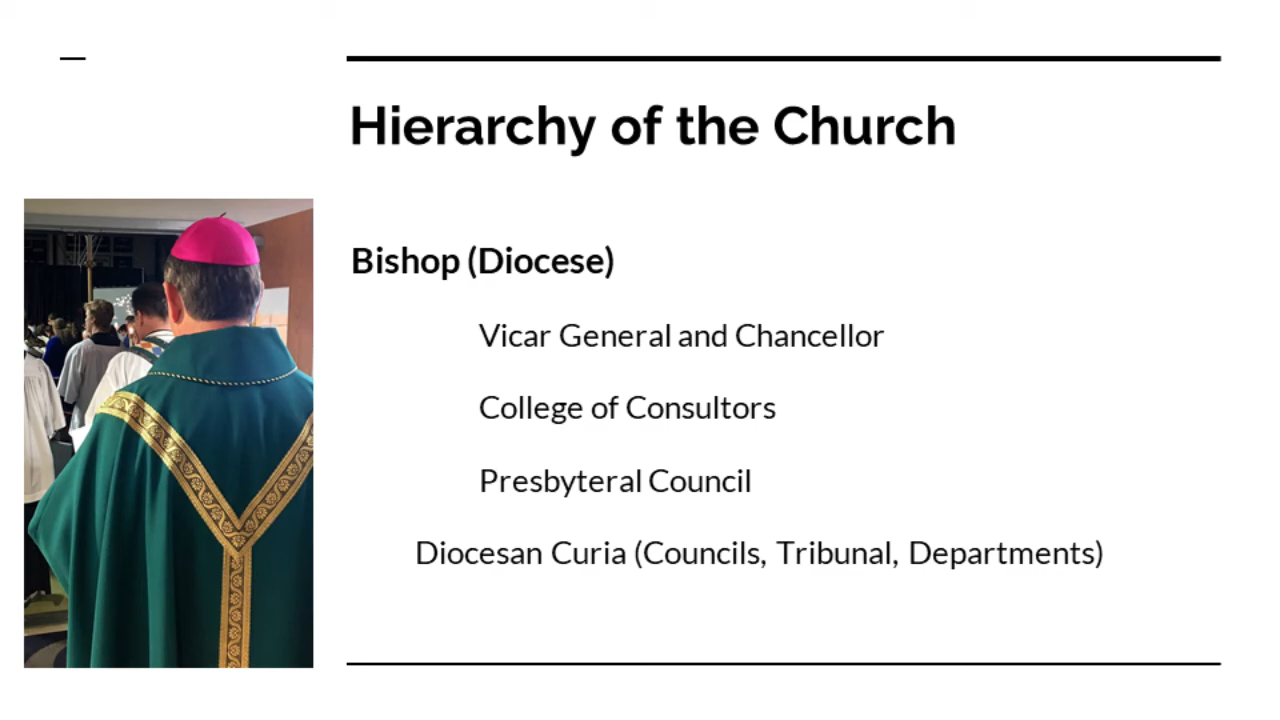 Hierarchy of the Church
Bishop (Diocese)
Vicar General and Chancellor
College of Consultors
Presbyteral Council
Diocesan Curia (Councils, Tribunal, Departments)